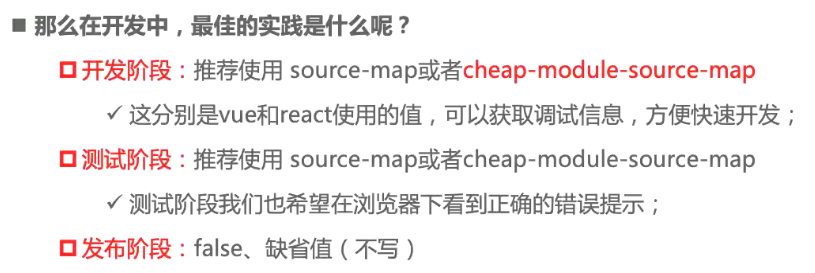 ■ 那么在开发中，最佳的实践是什么呢？
开发阶段：推荐使用 source-map或者cheap-module-source-map
✓ 这分别是vue和react使用的值，可以获取调试信息，方便快速开发；
测试阶段：推荐使用 source-map或者cheap-module-source-map
✓ 测试阶段我们也希望在浏览器下看到正确的错误提示；
发布阶段：false、缺省值（不写）